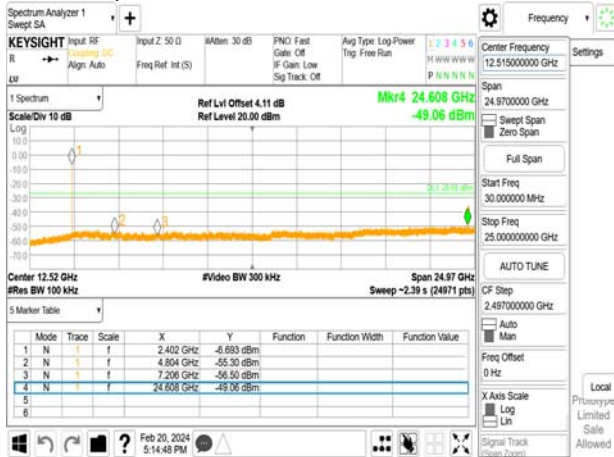 Spectrum Analyzer 1
Swept SA
+
Frequency
KEYSIGHT Input: RF Input Z: 50 Ω #Atten: 30 dB PNO: Fast Avg Type: Log-Power 1 2 3 4 5 6
R Coupling: DC Gate: Off Trig: Free Run M W W W W W
Align: Auto Freq Ref: Int (S) IF Gain: Low
Sig Track: Off P N N N N N
1 Spectrum
Ref Lvl Offset 4.11 dB Mkr4 24.608 GHz
Scale/Div 10 dB Ref Level 20.00 dBm -49.06 dBm
Log
10.0
0.00
-10.0
-20.0
-30.0
-40.0
-50.0
-60.0
-70.0
1
2
3
Center 12.52 GHz #Video BW 300 kHz Span 24.97 GHz
#Res BW 100 kHz Sweep ~2.39 s (24971 pts)
5 Marker Table
Mode Trace Scale X Y Function Function Width Function Value
1 N 1 f 2.402 GHz -6.693 dBm
2 N 1 f 4.804 GHz -55.30 dBm
3 N 1 f 7.206 GHz -56.50 dBm
4 N 1 f 24.608 GHz -49.06 dBm
5
6
Feb 20, 2024
5:14:48 PM
Center Frequency
12.515000000 GHz
Settings
Span
24.9700000 GHz
Swept Span
Zero Span
Full Span
Start Freq
30.000000 MHz
Stop Freq
25.000000000 GHz
AUTO TUNE
CF Step
2.497000000 GHz
Auto
Man
Freq Offset
0 Hz
X Axis Scale
Log
Lin
Signal Track
(Span Zoom)
Local
Prototype
Limited
Sale
Allowed